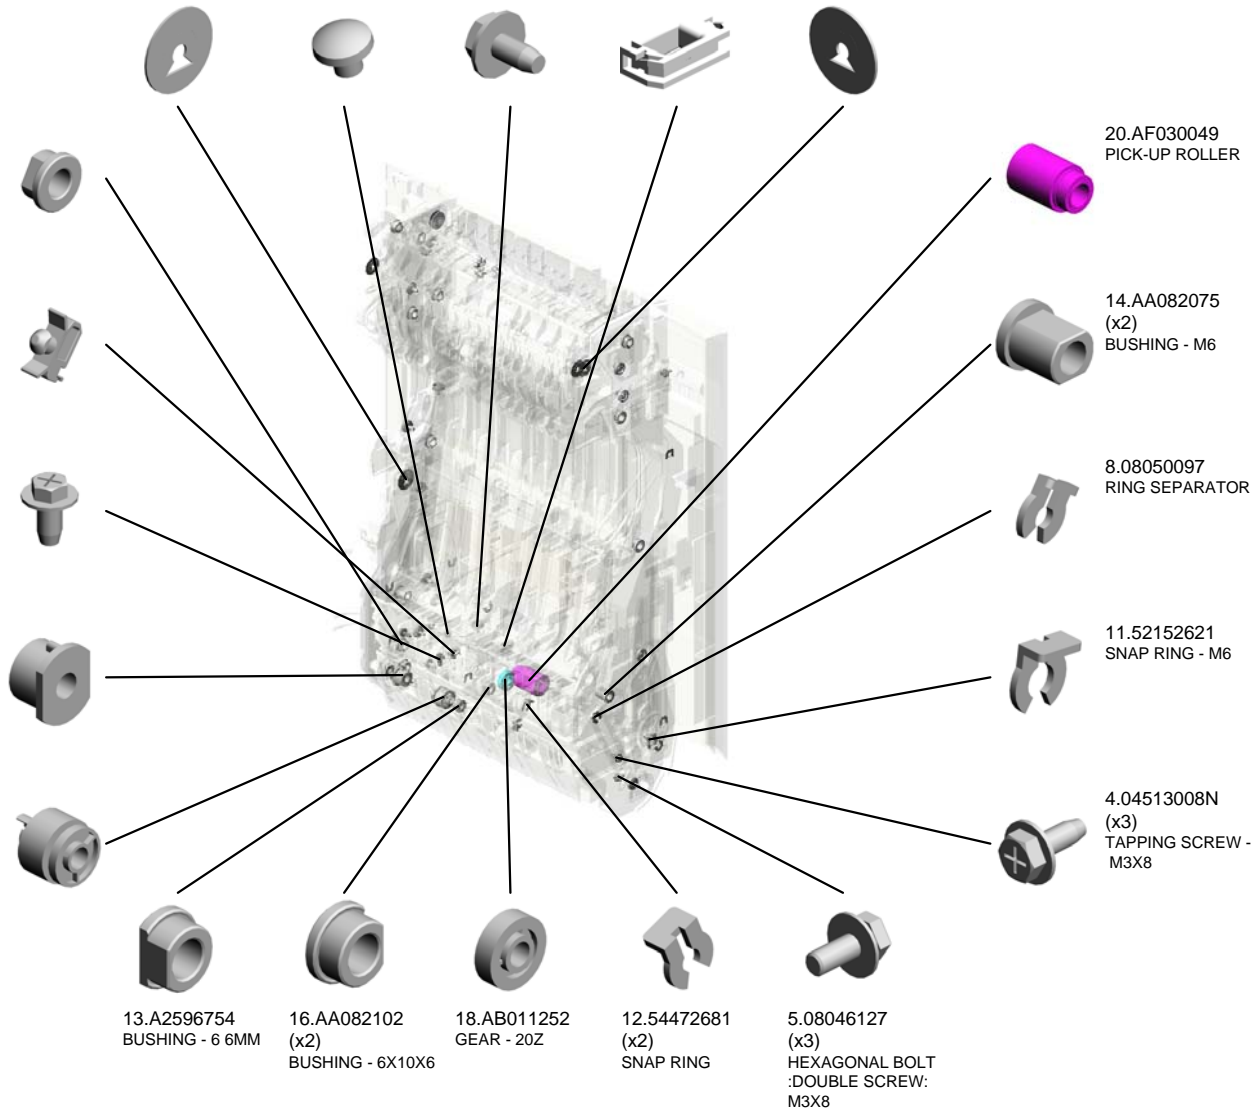 20.AF030049
PICK-UP ROLLER
14.AA082075
(x2)
BUSHING - M6
8.08050097
RING SEPARATOR
11.52152621
SNAP RING - M6
4.04513008N
(x3)
TAPPING SCREW -
M3X8
13.A2596754
BUSHING - 6 6MM
16.AA082102
(x2)
BUSHING - 6X10X6
18.AB011252
GEAR - 20Z
12.54472681
(x2)
SNAP RING
5.08046127
(x3)
HEXAGONAL BOLT
:DOUBLE SCREW:
M3X8